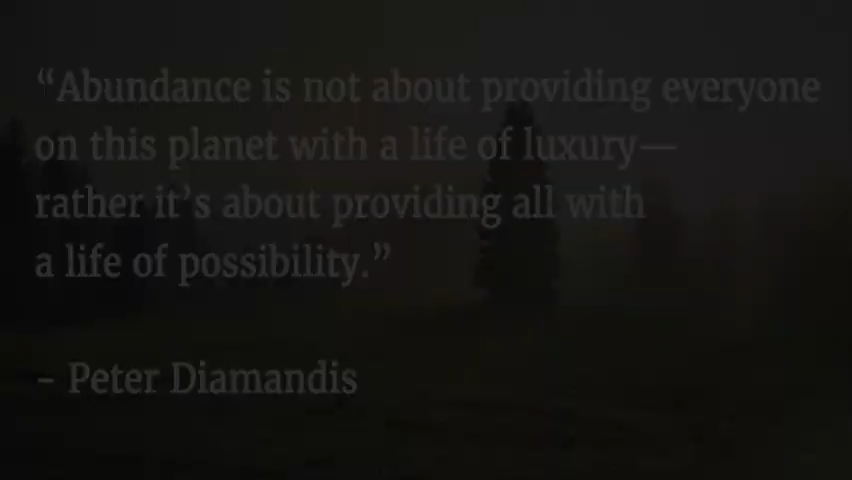 “Abundance is not about providing everyone
on this planet with a life of luxury—
rather it’s about providing all with
a life of possibility.”
– Peter Diamandis